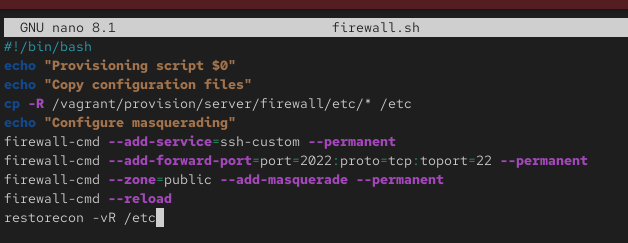 GNU nano 8.1 firewall.sh
#!/bin/bash
echo "Provisioning script $0"
echo "Copy configuration files"
cp -R /vagrant/provision/server/firewall/etc/* /etc
echo "Configure masquerading"
firewall-cmd --add-service=ssh-custom --permanent
firewall-cmd --add-forward-port=port=2022:proto=tcp:toport=22 --permanent
firewall-cmd --zone=public --add-masquerade --permanent
firewall-cmd --reload
restorecon -vR /etc